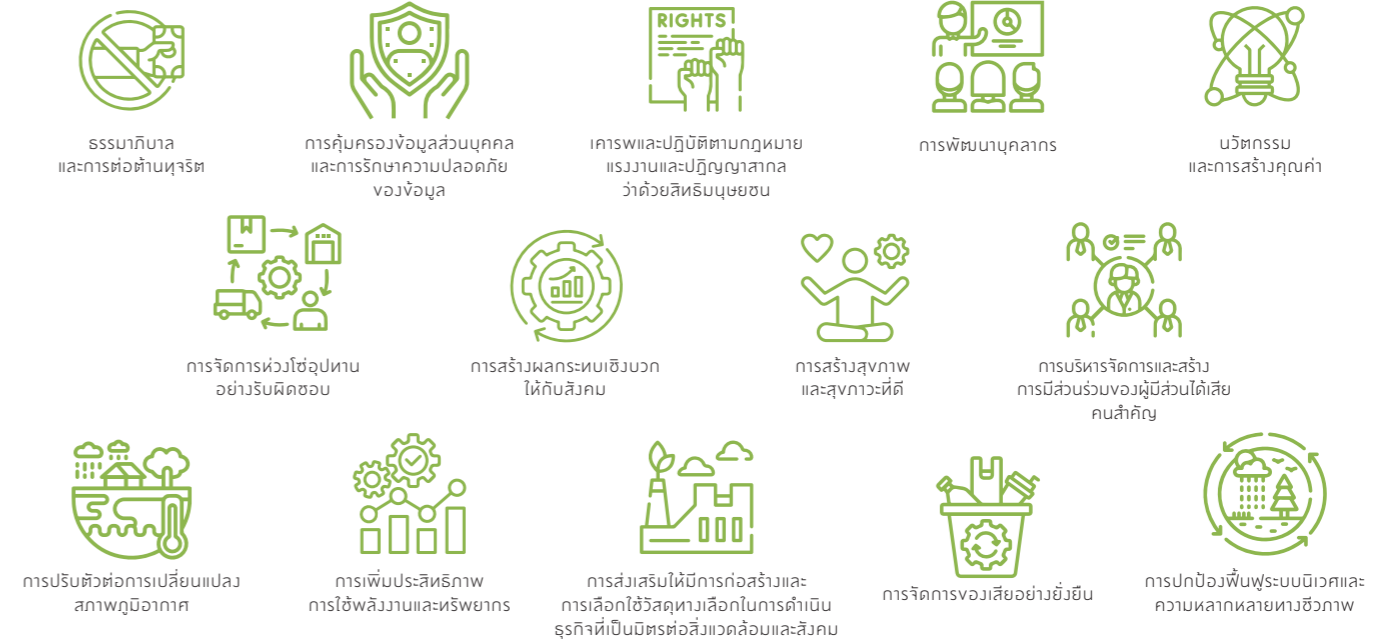 RIGHTS
ธรรมาภิบาล
และการต่อต้านทุจริต
การคุ้มครองข้อมูลส่วนบุคคล
และการรักษาความปลอดภัย
ของข้อมูล
เคารพและปฏิบัติตามกฎหมาย
แรงงานและปฏิญญาสากล
ว่าด้วยสิทธิมนุษยชน
การพัฒนาบุคลากร
นวัตกรรม
และการสร้างคุณค่า
การจัดการห่วงโซ่อุปทาน
อย่างรับผิดชอบ
การสร้างผลกระทบเชิงบวก
ให้กับสังคม
การสร้างสุขภาพ
และสุขภาวะที่ดี
การบริหารจัดการและสร้าง
การมีส่วนร่วมของผู้มีส่วนได้เสีย
คนสำคัญ
การปรับตัวต่อการเปลี่ยนแปลง
สภาพภูมิอากาศ
การเพิ่มประสิทธิภาพ
การใช้พลังงานและทรัพยากร
การส่งเสริมให้มีการก่อสร้างและ
การเลือกใช้วัสดุทางเลือกในการดำเนิน
ธุรกิจที่เป็นมิตรต่อสิ่งแวดล้อมและสังคม
การจัดการของเสียอย่างยั่งยืน
การปกป้องฟื้นฟูระบบนิเวศและ
ความหลากหลายทางชีวภาพ